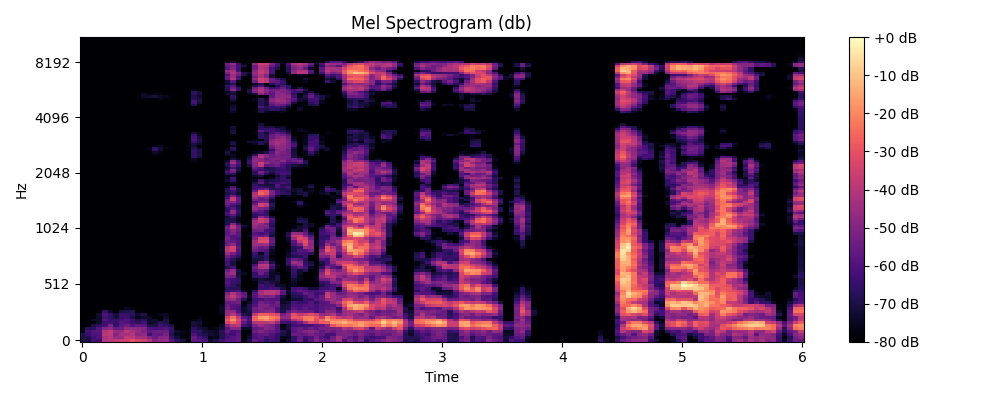 Mel Spectrogram (db)
8192
4096
2048
1024
512
0
Hz
0 1 2 3 4 5 6
Time
+0 dB
-10 dB
-20 dB
-30 dB
-40 dB
-50 dB
-60 dB
-70 dB
-80 dB